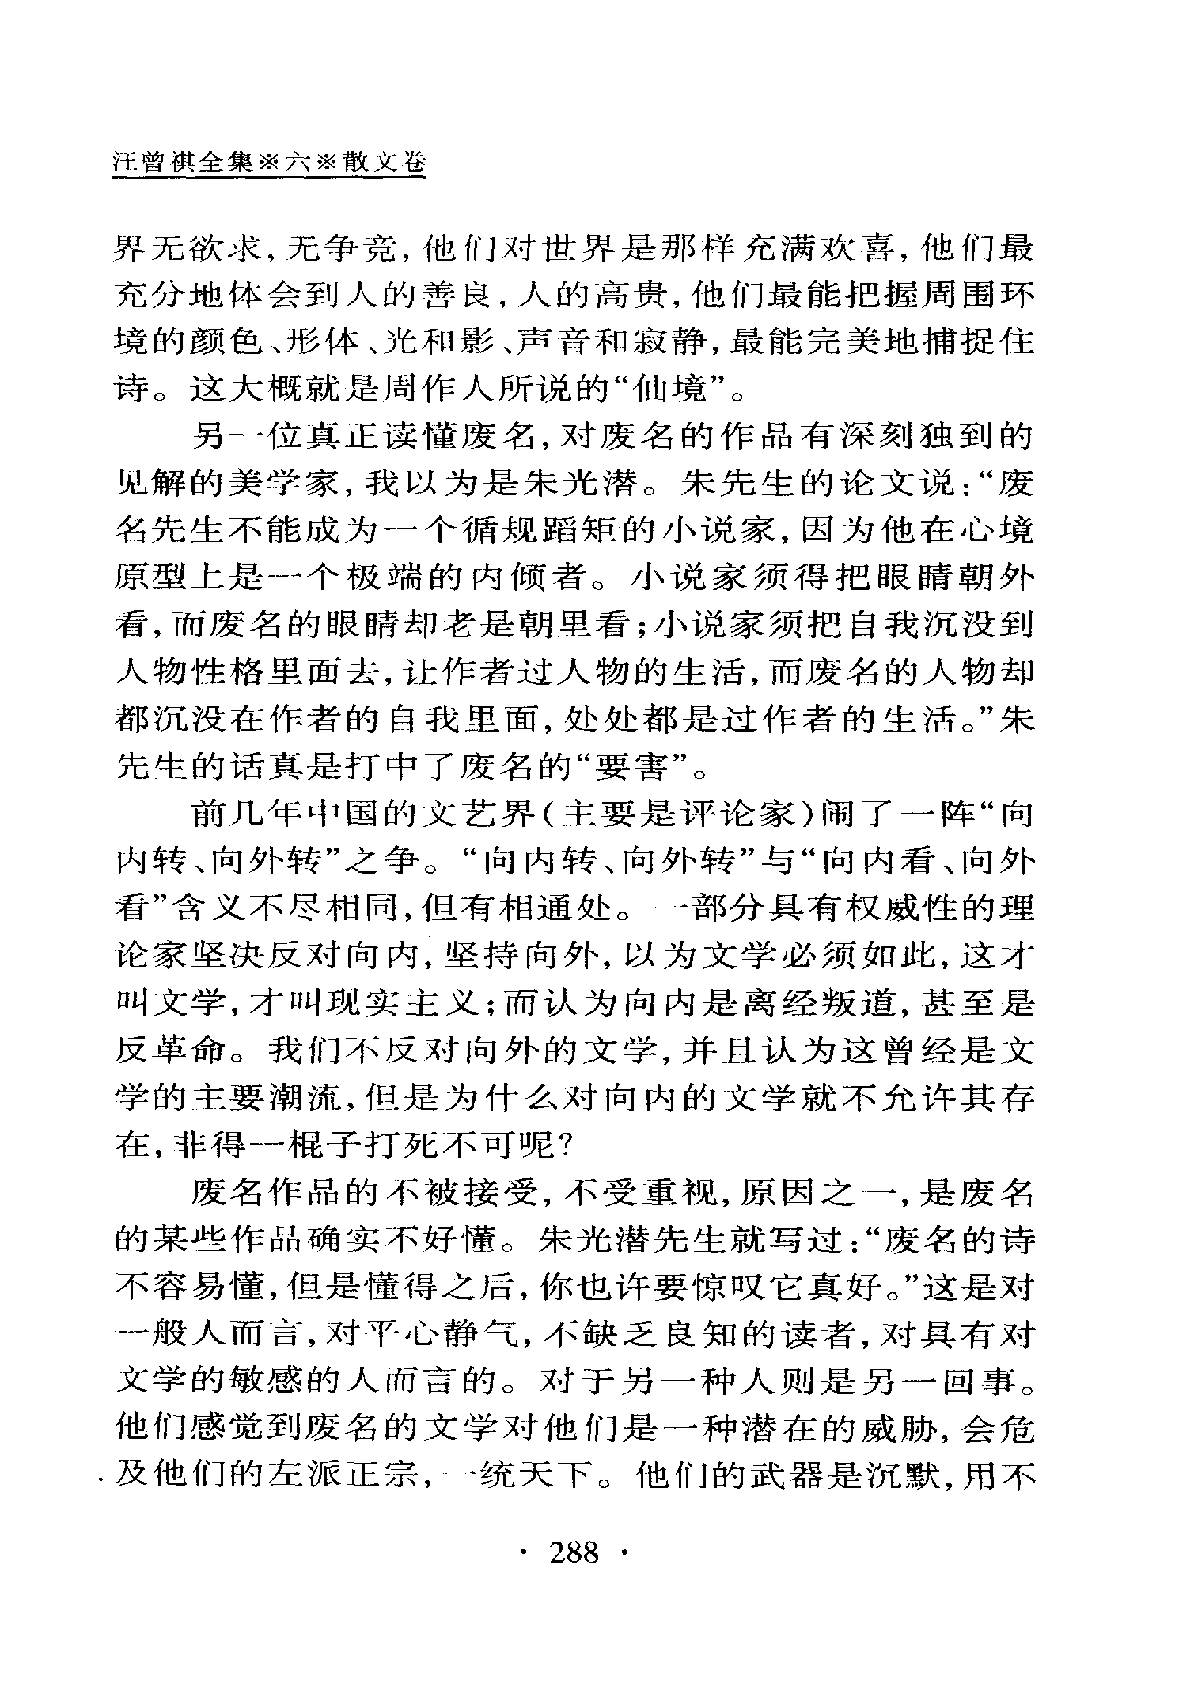 汪曾祺全集※六※散文卷
界无欲求,无争竞,他们对世界是那样充满欢喜,他们最
充分地体会到人的善良,人的高贵,他们最能把握周围环
境的颜色、形体、光和影、声音和寂静,最能完美地捕捉住
诗。这大概就是周作人所说的“仙境”。
另一位真正读懂废名,对废名的作品有深刻独到的
见解的美学家,我以为是朱光潜。朱先生的论文说:“废
名先生不能成为一个循规蹈矩的小说家,因为他在心境
原型上是一个极端的内倾者。小说家须得把眼睛朝外
看,而废名的眼睛却老是朝里看;小说家须把自我沉没到
人物性格里面去,让作者过人物的生活,而废名的人物却
都沉没在作者的自我里面,处处都是过作者的生活。”朱
先生的话真是打中了废名的“要害”。
前几年中国的文艺界(主要是评论家)闹了一阵“向
内转、向外转”之争。“向内转、向外转”与“向内看、向外
看”含义不尽相同,但有相通处。一部分具有权威性的理
论家坚决反对向内,坚持向外,以为文学必须如此,这才
叫文学,才叫现实主义;而认为向内是离经叛道,甚至是
反革命。我们不反对向外的文学,并且认为这曾经是文
学的主要潮流,但是为什么对向内的文学就不允许其存
在,非得一棍子打死不可呢?
废名作品的不被接受,不受重视,原因之一,是废名
的某些作品确实不好懂。朱光潜先生就写过:“废名的诗
不容易懂,但是懂得之后,你也许要惊叹它真好。”这是对
一般人而言,对平心静气,不缺乏良知的读者,对具有对
文学的敏感的人而言的。对于另一种人则是另一回事。
他们感觉到废名的文学对他们是一种潜在的威胁,会危
及他们的左派正宗,一统天下。他们的武器是沉默,用不
· 288 ·